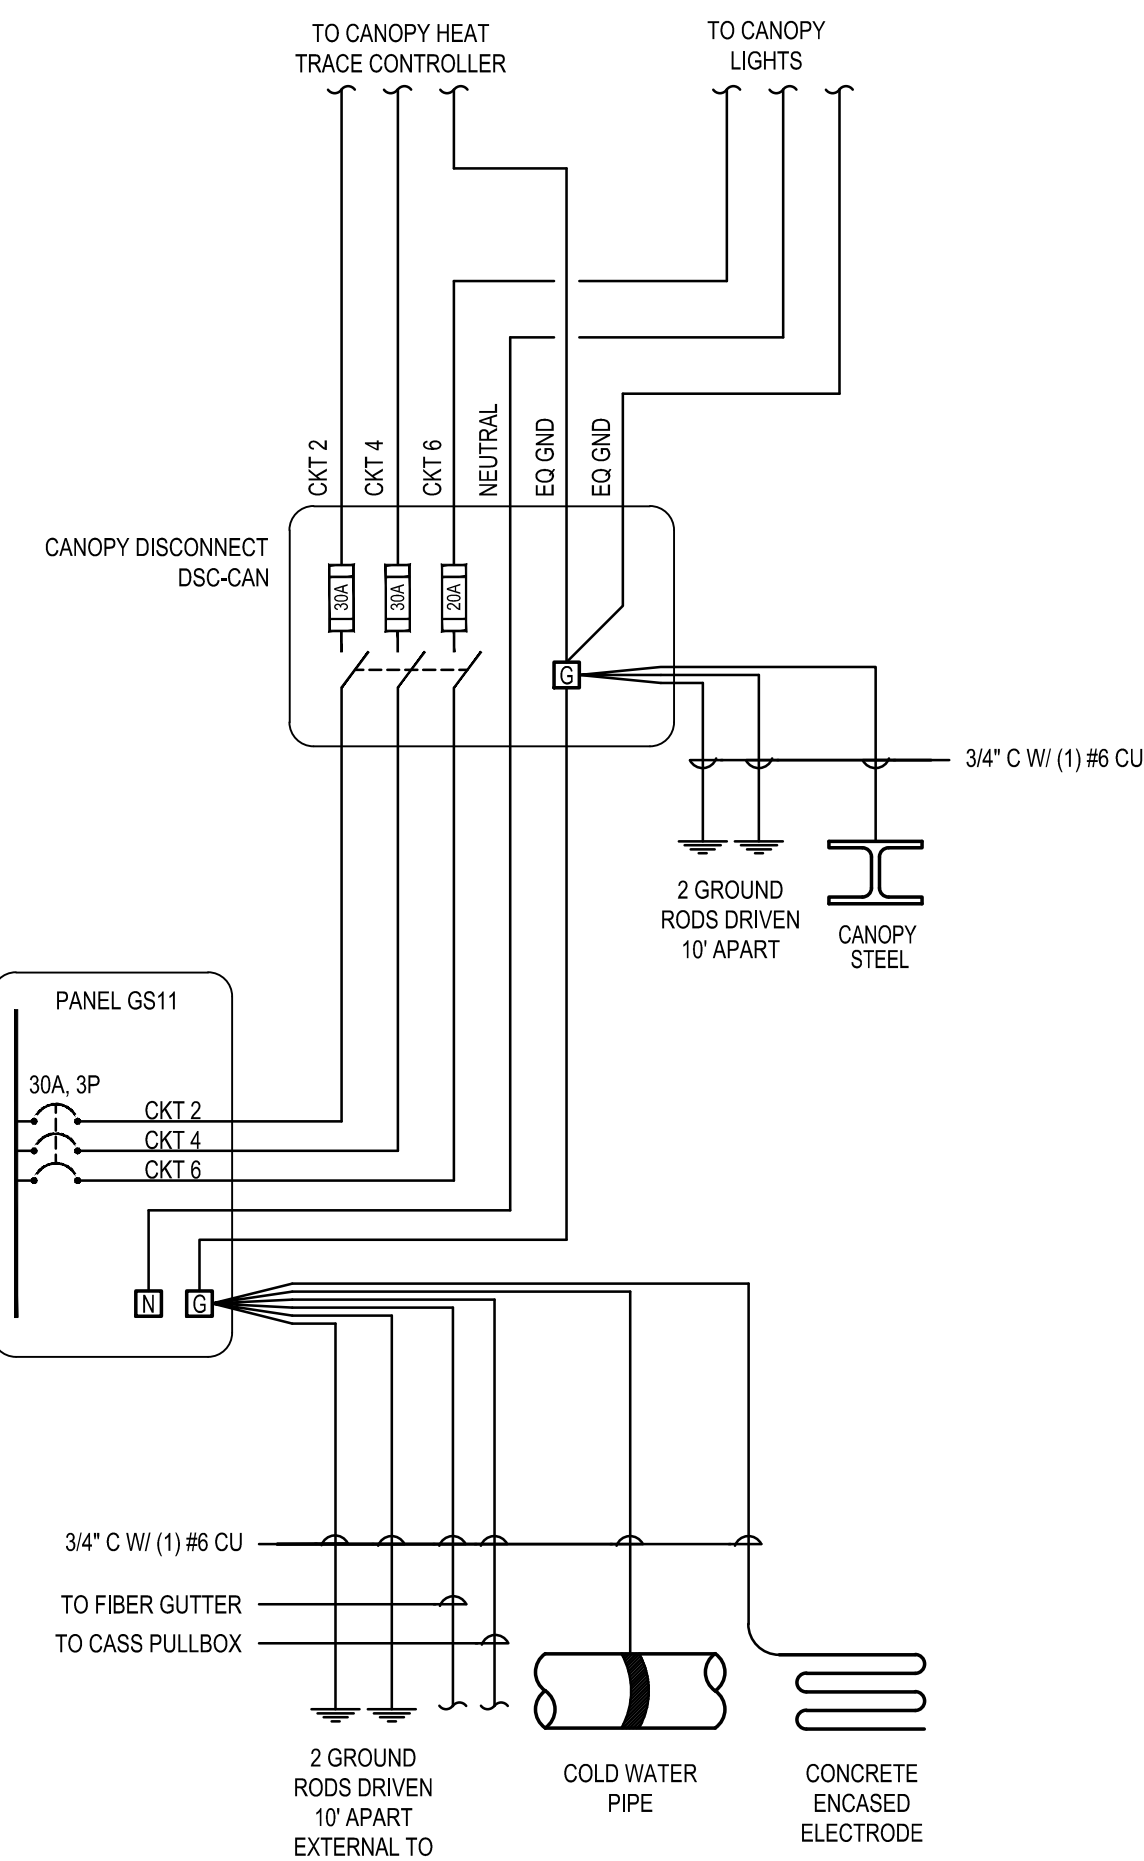 TO CANOPY HEAT
TRACE CONTROLLER
TO CANOPY
LIGHTS
CKT 2
CKT 4
CKT 6
NEUTRAL
EQ GND
EQ GND
CANOPY DISCONNECT
DSC-CAN
30A
30A
20A
G
3/4" C W/ (1) #6 CU
2 GROUND
RODS DRIVEN
10' APART
CANOPY
STEEL
PANEL GS11
30A, 3P
CKT 2
CKT 4
CKT 6
N
G
3/4" C W/ (1) #6 CU
TO FIBER GUTTER
TO CASS PULLBOX
2 GROUND
RODS DRIVEN
10' APART
EXTERNAL TO
COLD WATER
PIPE
CONCRETE
ENCASED
ELECTRODE